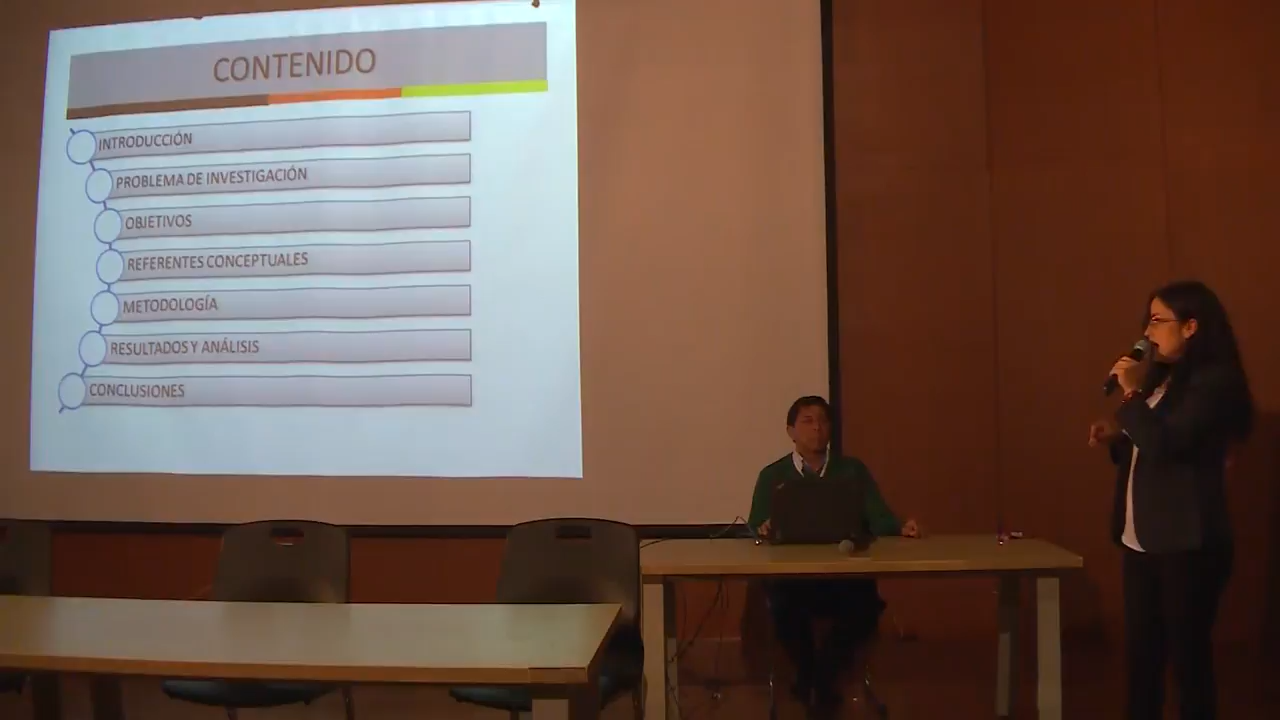 CONTENIDO
INTRODUCCIÓN
PROBLEMA DE INVESTIGACIÓN
OBJETIVOS
REFERENTES CONCEPTUALES
METODOLOGÍA
RESULTADOS Y ANÁLISIS
CONCLUSIONES